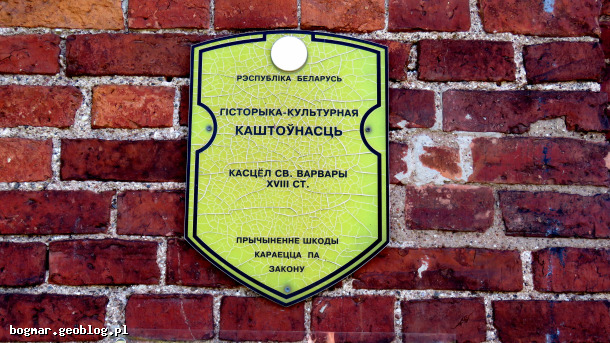 РЭСПУБЛІКА БЕЛАРУСЬ
ГІСТОРЫКА-КУЛЬТУРНАЯ
КАШТОЎНАСЦЬ
КАСЦЁЛ СВ. ВАРВАРЫ
XVIII СТ.
ПРЫЧЫНЕННЕ ШКОДЫ
КАРАЕЦЦА ПА
ЗАКОНУ
bogmar.geoblog.pl